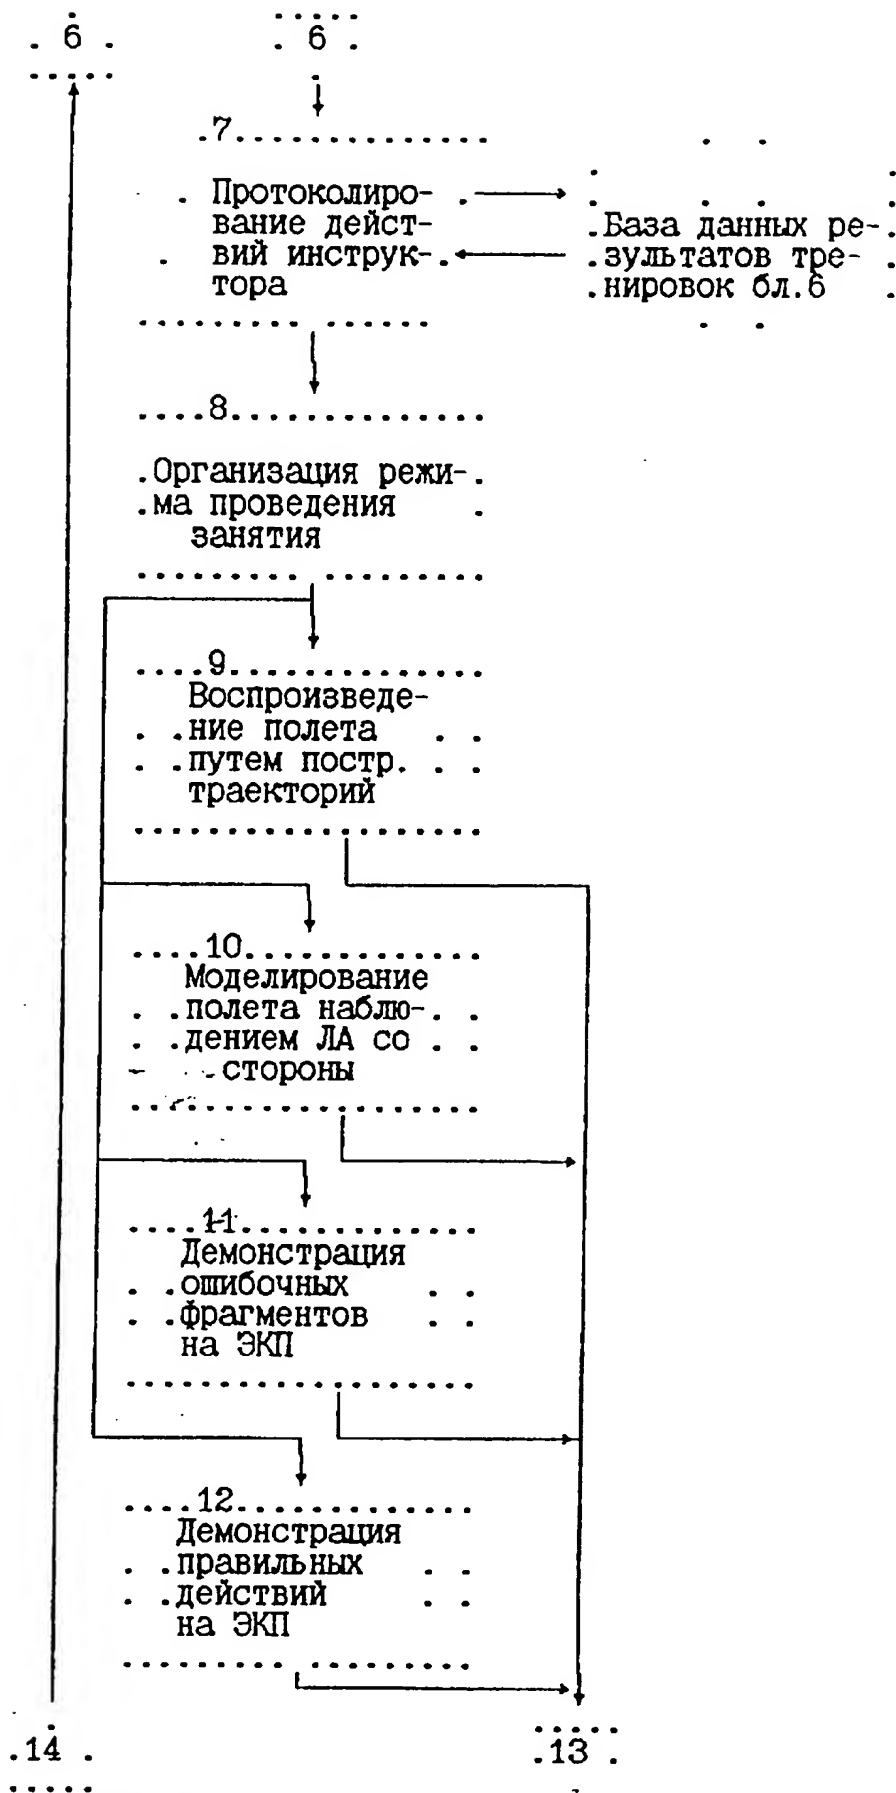 6 6
7
Протоколиро-
вание дейст-
вий инструк-
тора
База данных ре-
зультатов тре-
нировок бл.6
8
Организация режи-
ма проведения
занятия
9
Воспроизведе-
ние полета
путем постр.
траекторий
10
Моделирование
полета наблю-
дением ЛА со
стороны
11
Демонстрация
ошибочных
фрагментов
на ЭКП
12
Демонстрация
правильных
действий
на ЭКП
14 13